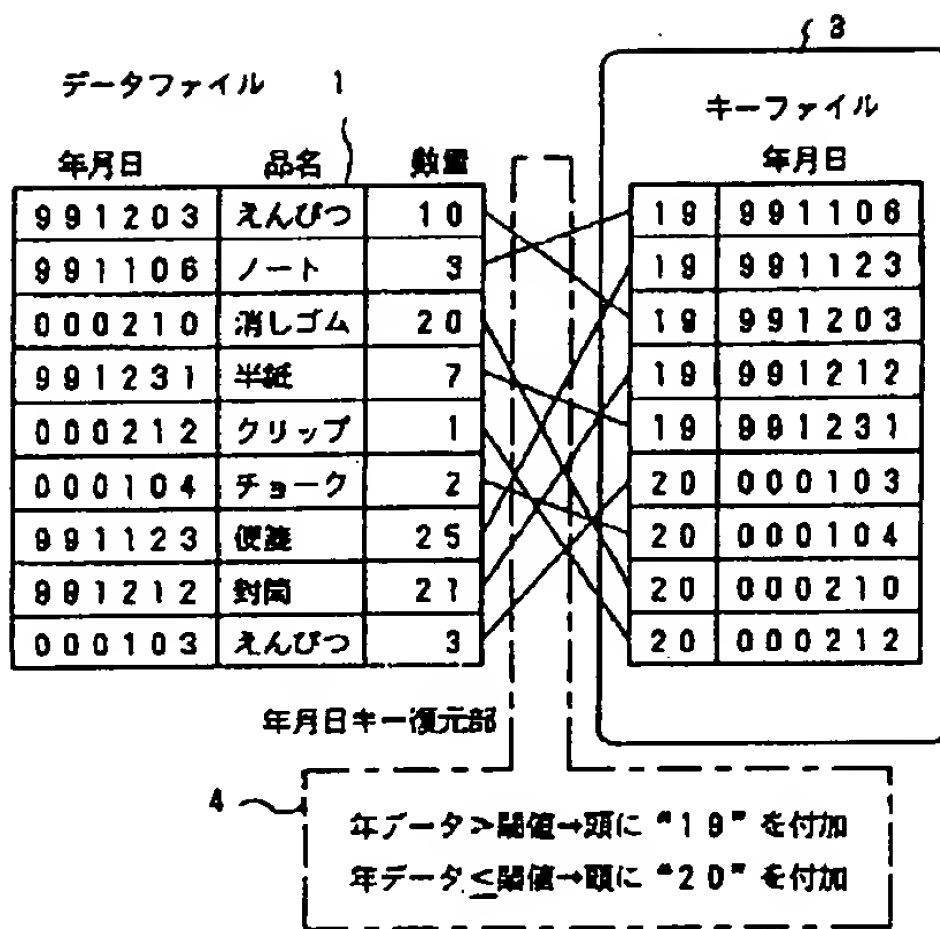 3
データファイル 1
キーファイル
年月日 品名 数量
年月日
991203 えんぴつ 10
991106 ノート 3
000210 消しゴム 20
991231 半紙 7
000212 クリップ 1
000104 チョーク 2
991123 便箋 25
991212 封筒 21
000103 えんぴつ 3
19 991106
19 991123
19 991203
19 991212
19 991231
20 000103
20 000104
20 000210
20 000212
年月日キー復元部
4
年データ>閾値→頭に“19”を付加
年データ≤閾値→頭に“20”を付加